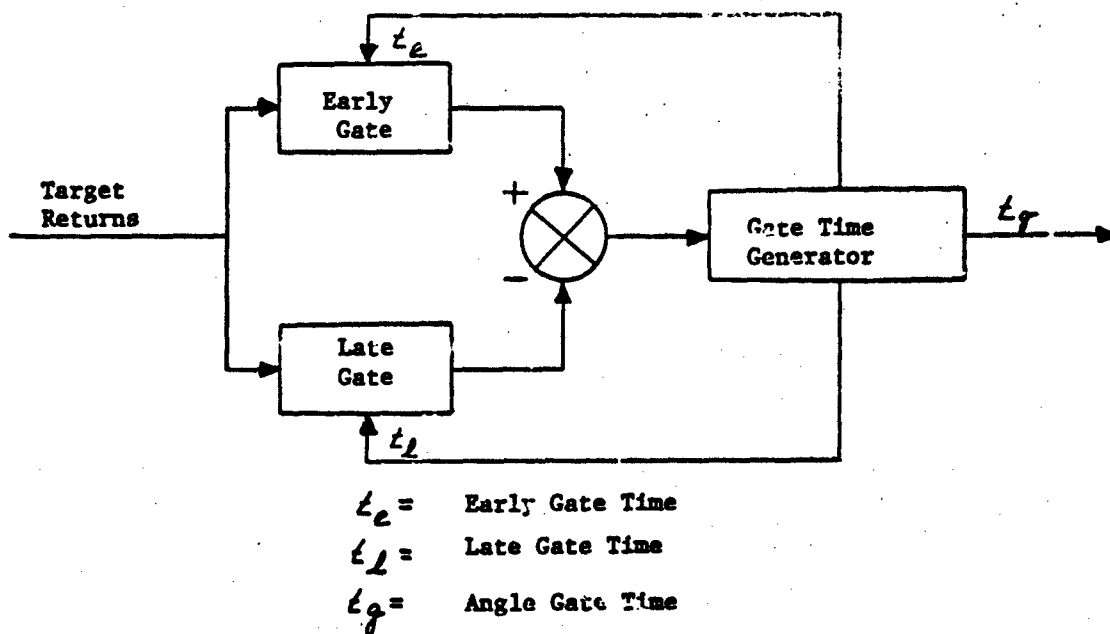 t_e
Early
Gate
Target
Returns
+
-
Gate Time
Generator
t_g
Late
Gate
t_l
t_e = Early Gate Time
t_l = Late Gate Time
t_g = Angle Gate Time